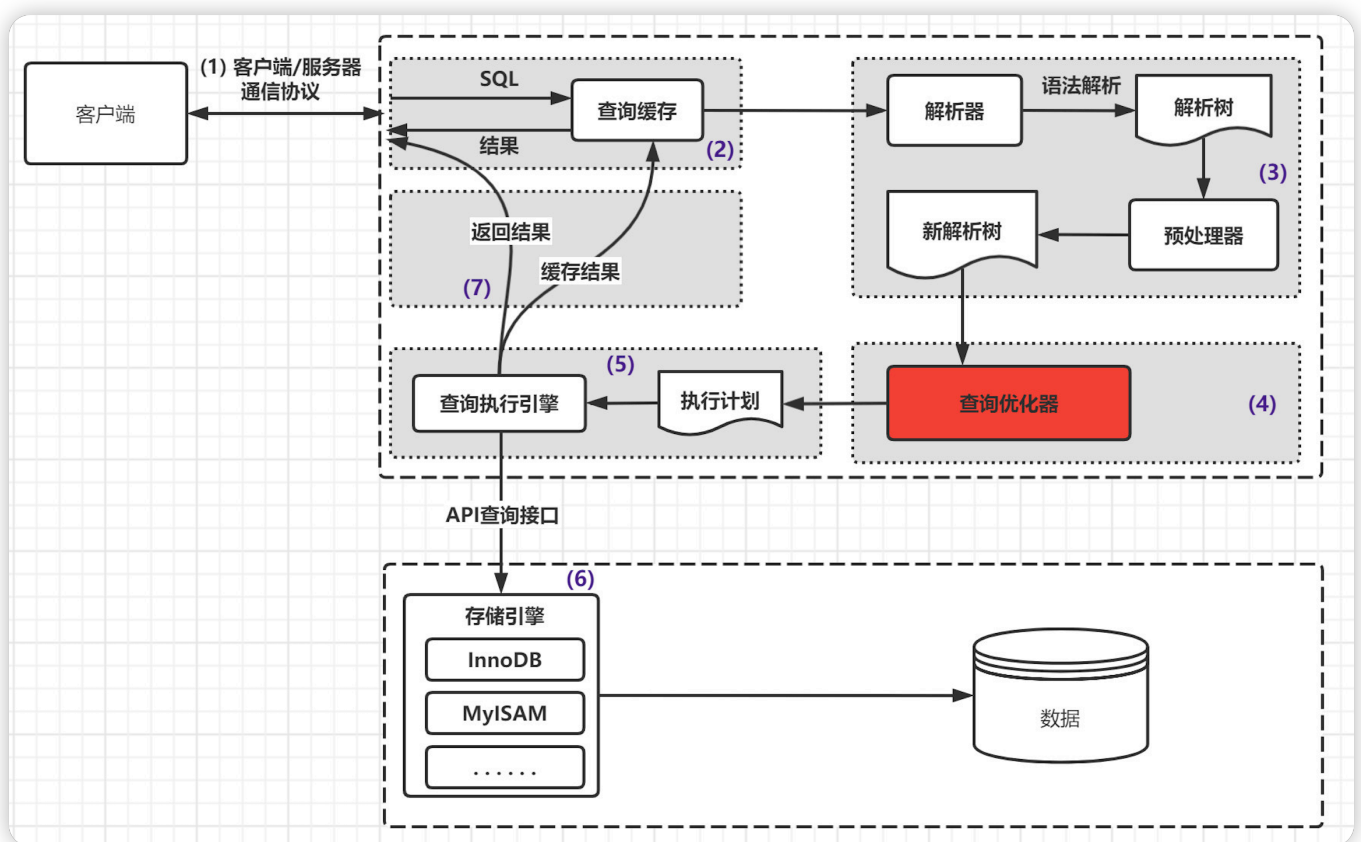 (1) 客户端/服务器
通信协议
客户端
SQL
查询缓存
结果
(2)
解析器
语法解析
解析树
(3)
新解析树
预处理器
返回结果
缓存结果
(7)
(5)
查询执行引擎
执行计划
查询优化器
(4)
API查询接口
(6)
存储引擎
InnoDB
MyISAM
......
数据